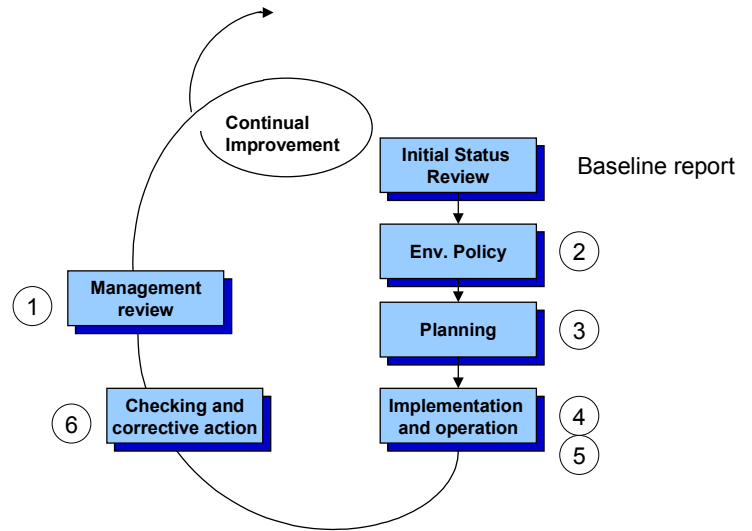 Continual
Improvement
Initial Status
Review
Baseline report
Env. Policy
2
Management
review
1
Planning
3
Checking and
corrective action
6
Implementation
and operation
4
5